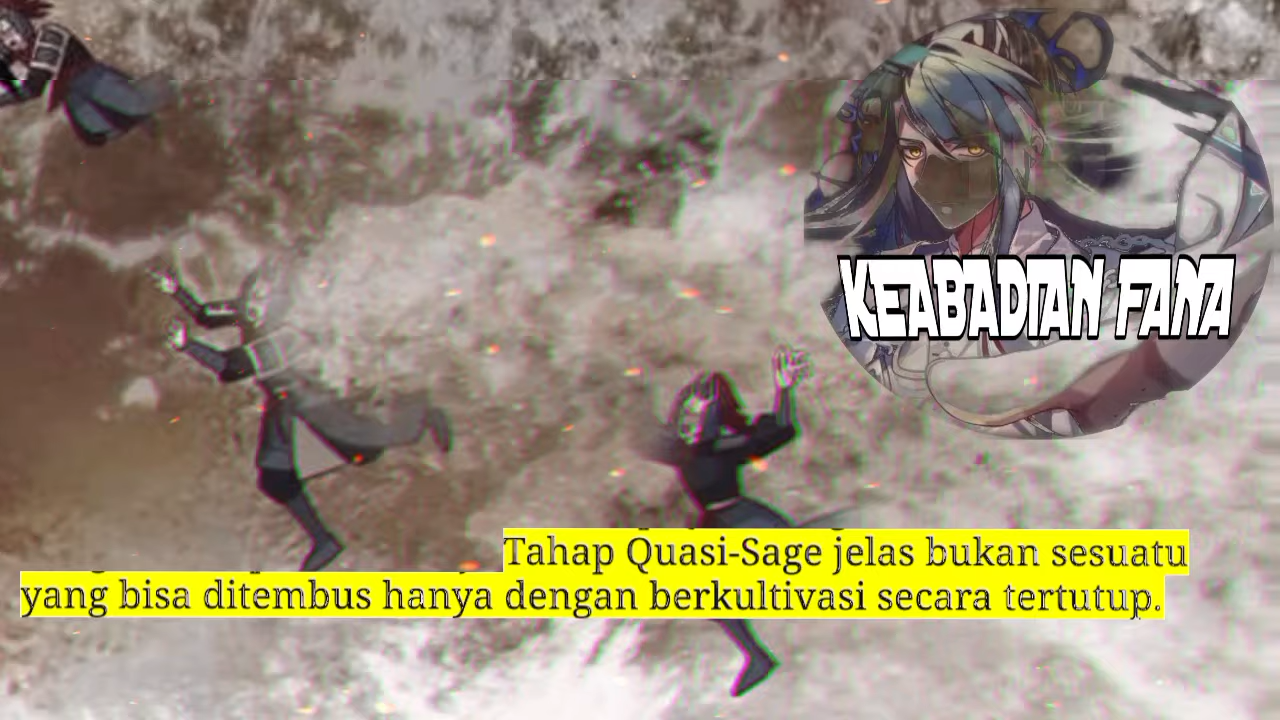 KEABADIAN FANA
Tahap Quasi-Sage jelas bukan sesuatu
yang bisa ditembus hanya dengan berkultivasi secara tertutup.